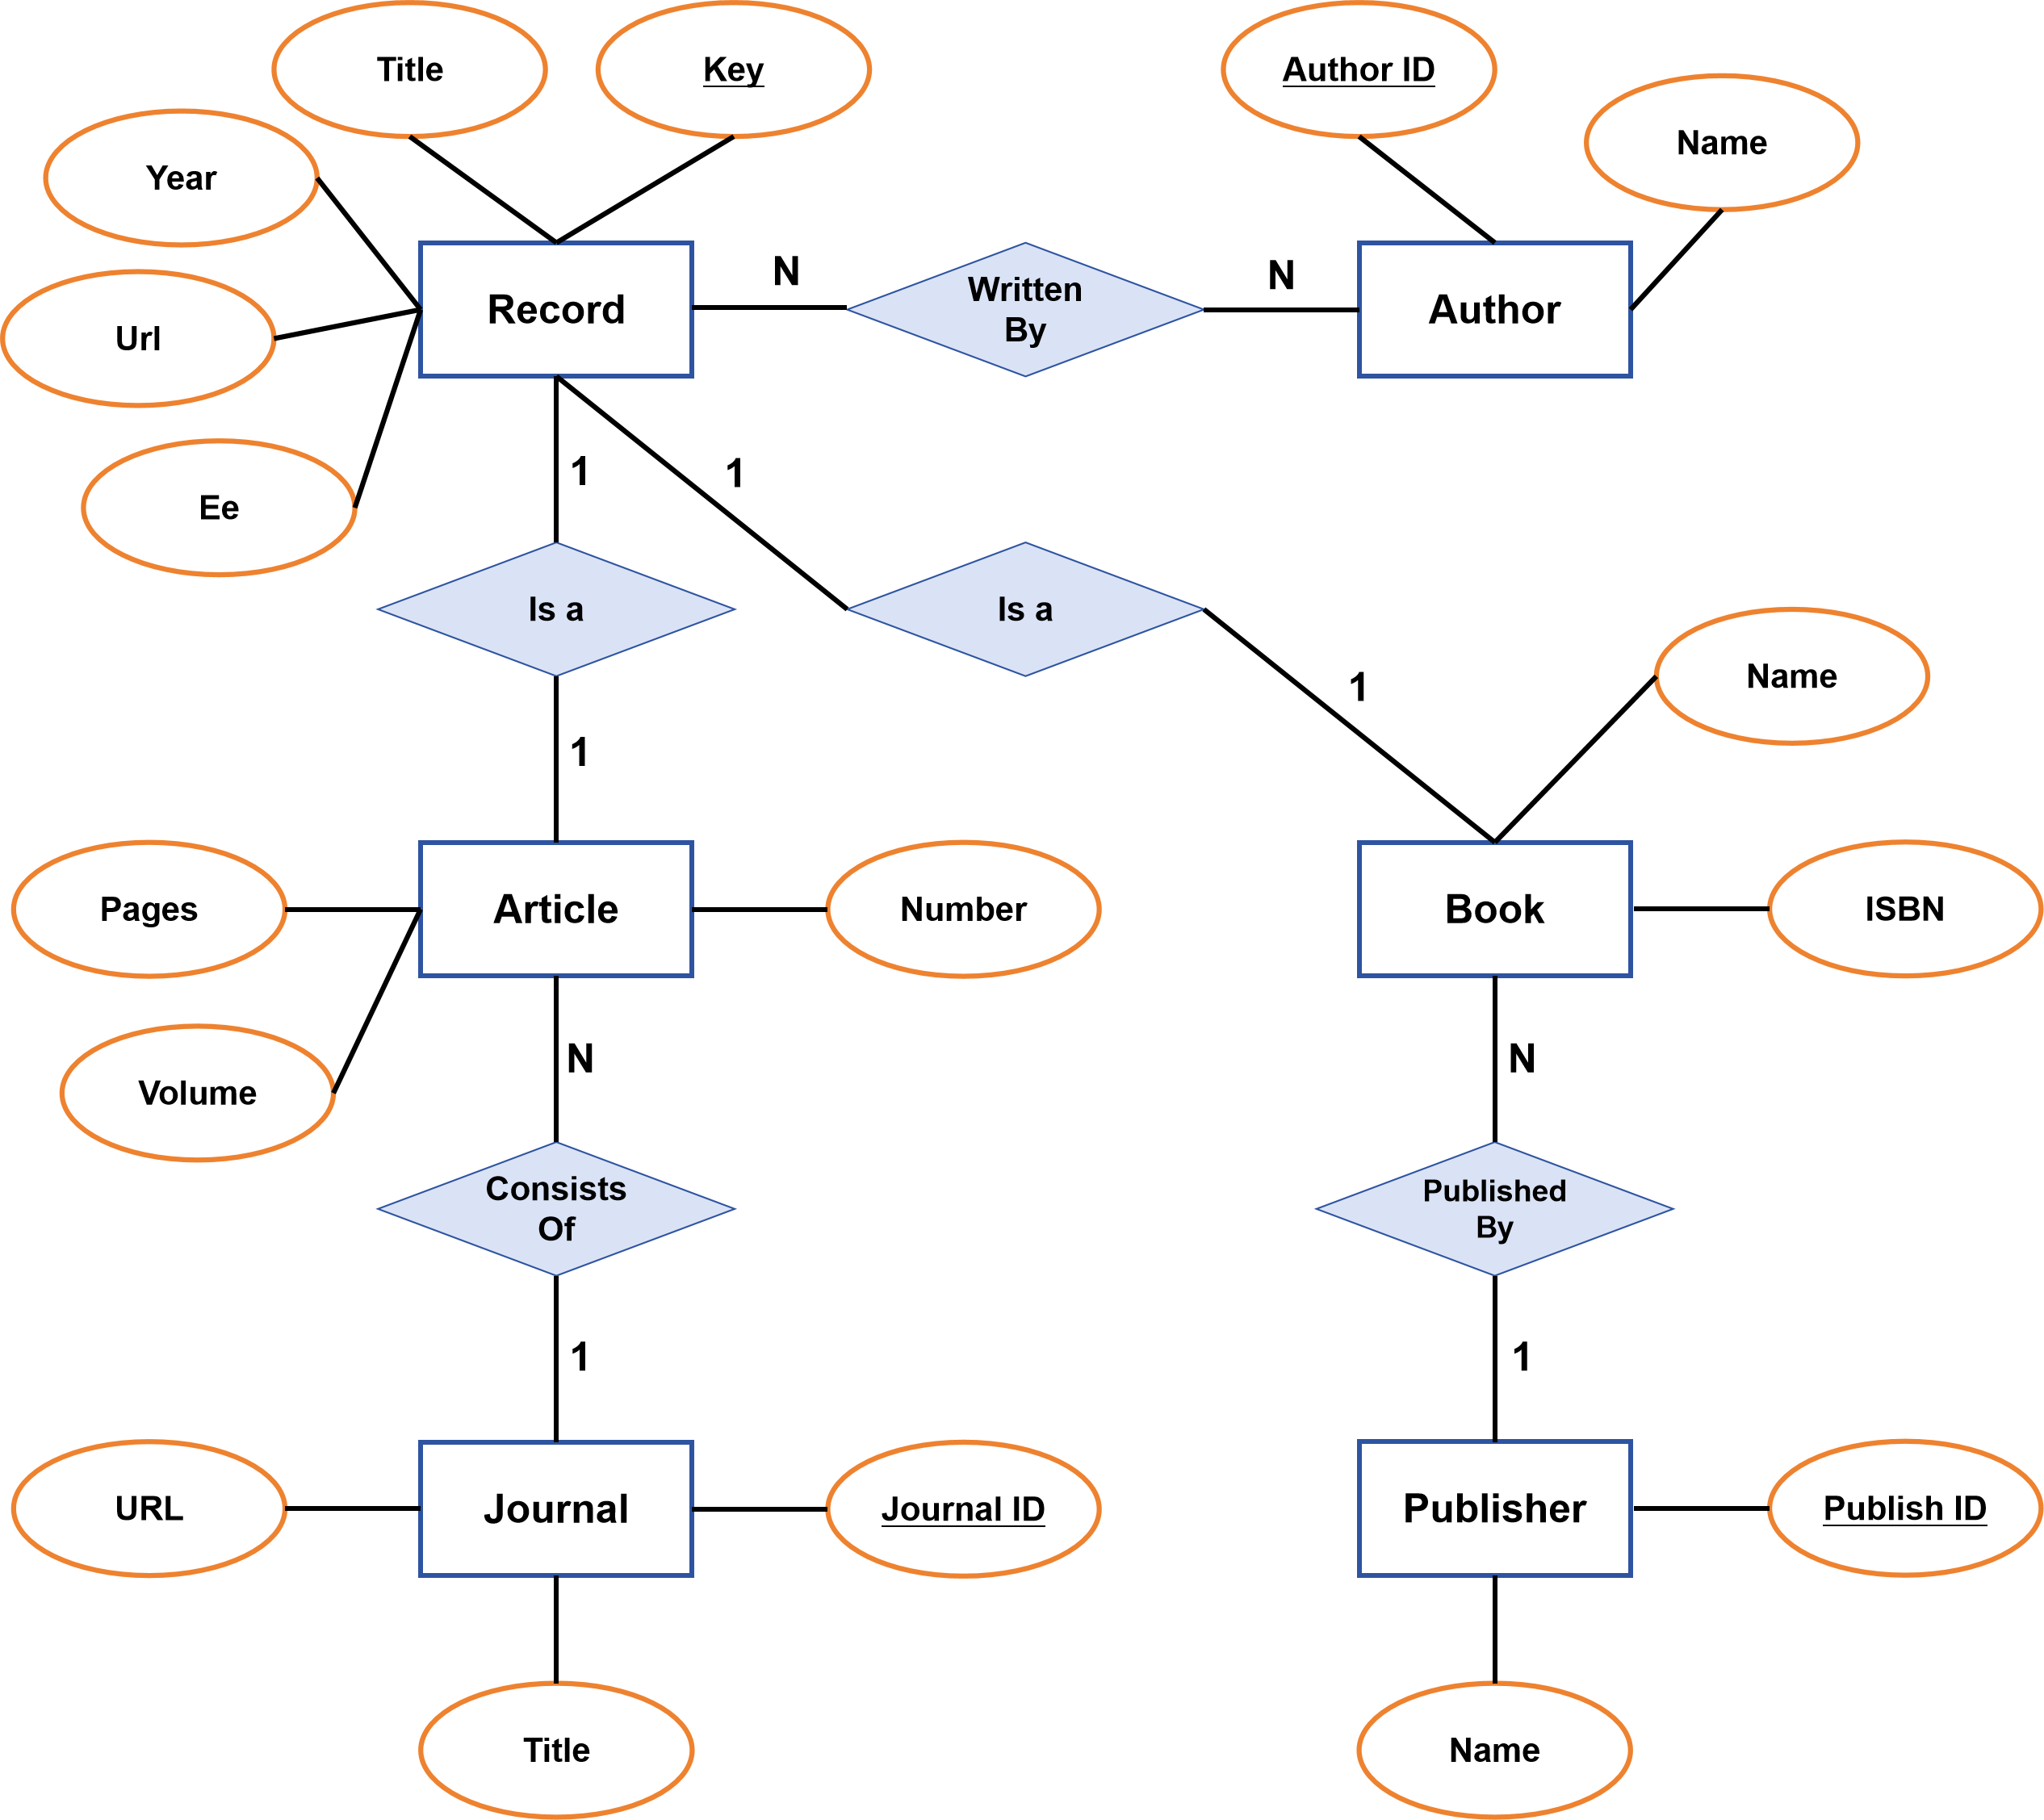 Title
Key
Author ID
Name
Year
Url
Ee
Record
N
Written
By
N
Author
1
1
Is a
Is a
1
1
Name
Pages
Article
Number
Book
ISBN
Volume
N
N
Consists
Of
Published
By
1
1
URL
Journal
Journal ID
Publisher
Publish ID
Title
Name